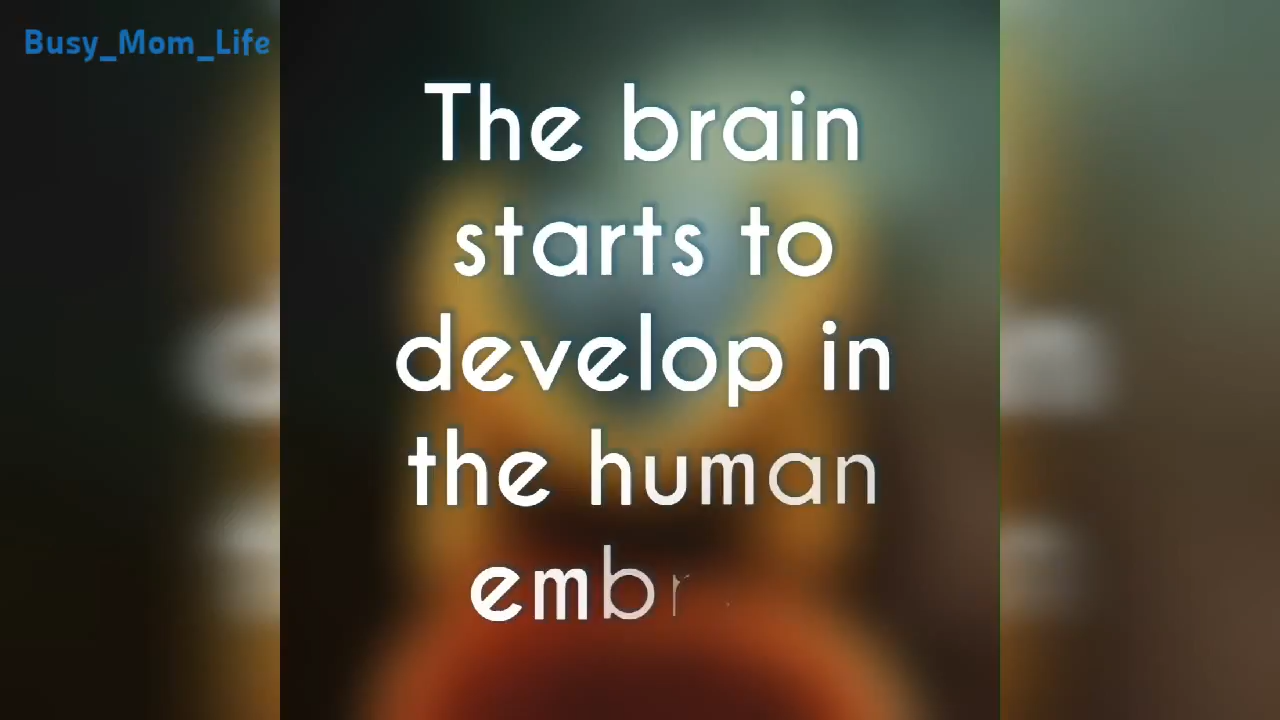 Busy_Mom_Life
The brain
starts to
develop in
the human